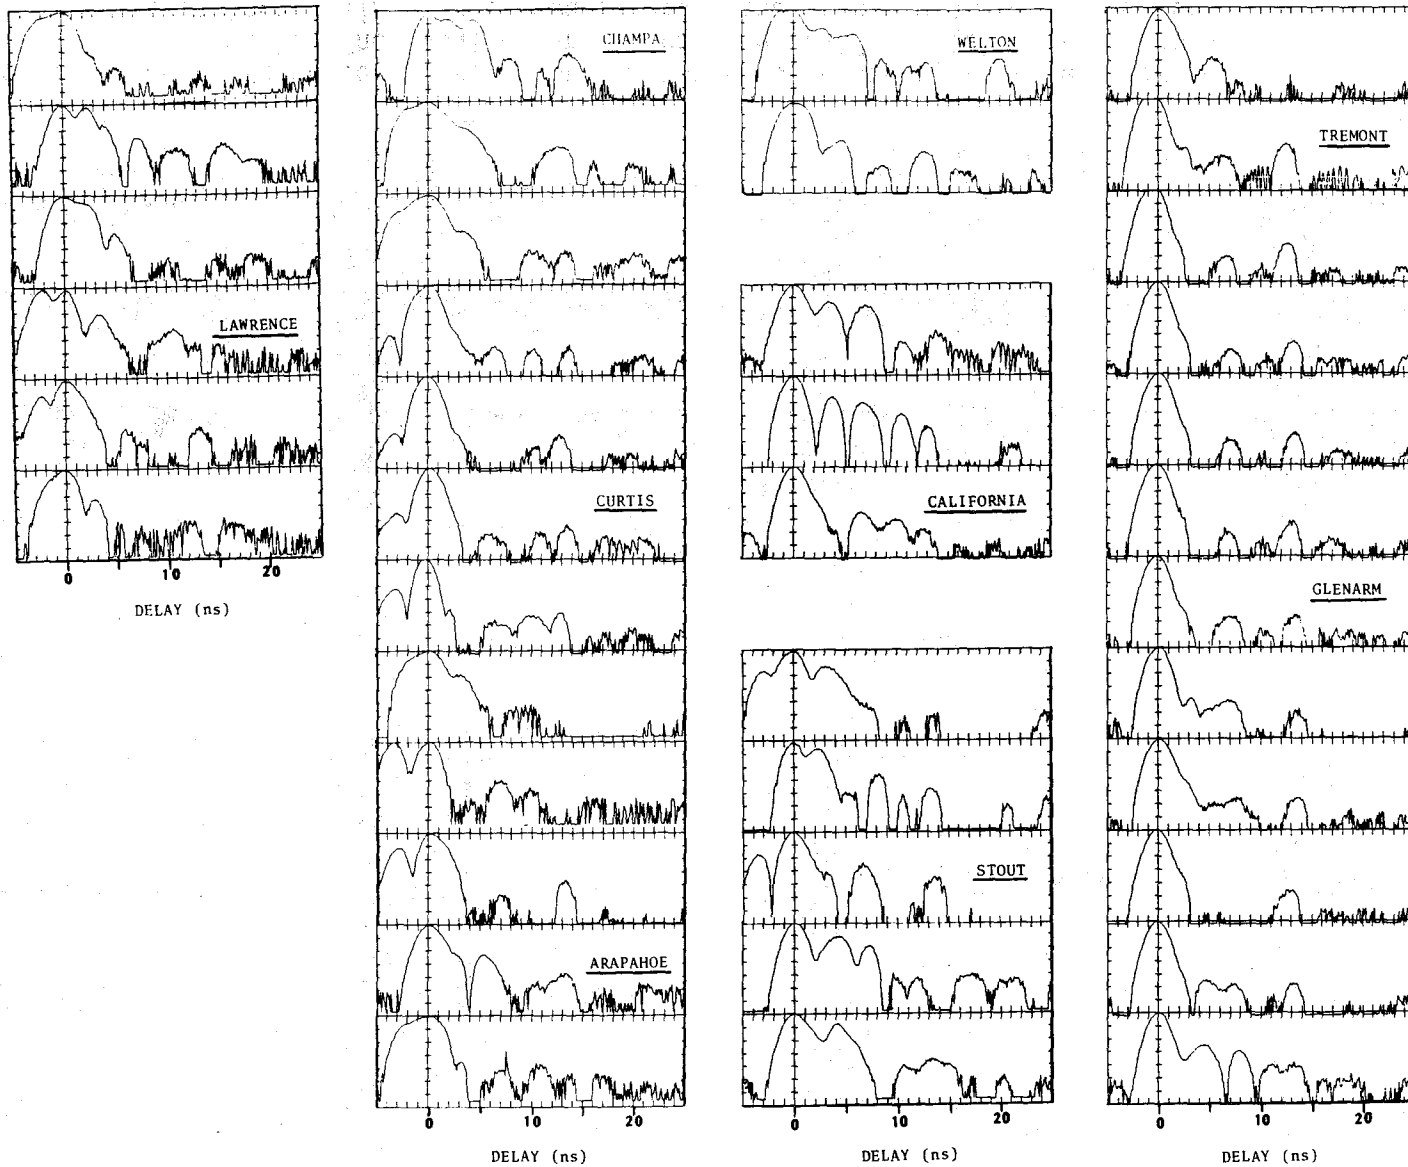 CHAMPA
WELTON
TREMONT
LAWRENCE
CURTIS
CALIFORNIA
0 10 20
DELAY (ns)
GLENARM
STOUT
ARAPAHOE
0 10 20
DELAY (ns)
0 10 20
DELAY (ns)
0 10 20
DELAY (ns)